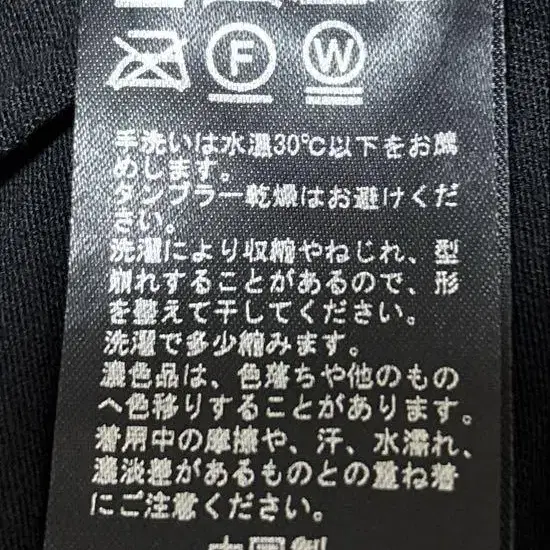 F W
手洗いは水温30℃以下をお薦
めします。
タンブラー乾燥はお避けくだ
さい。
洗濯により収縮やねじれ、型
崩れすることがあるので、形
を整えて干してください。
洗濯で多少縮みます。
濃色品は、色落ちや他のもの
へ色移りすることがあります。
着用中の摩擦や、汗、水濡れ、
濃淡差があるものとの重ね着
にご注意ください。
中国製